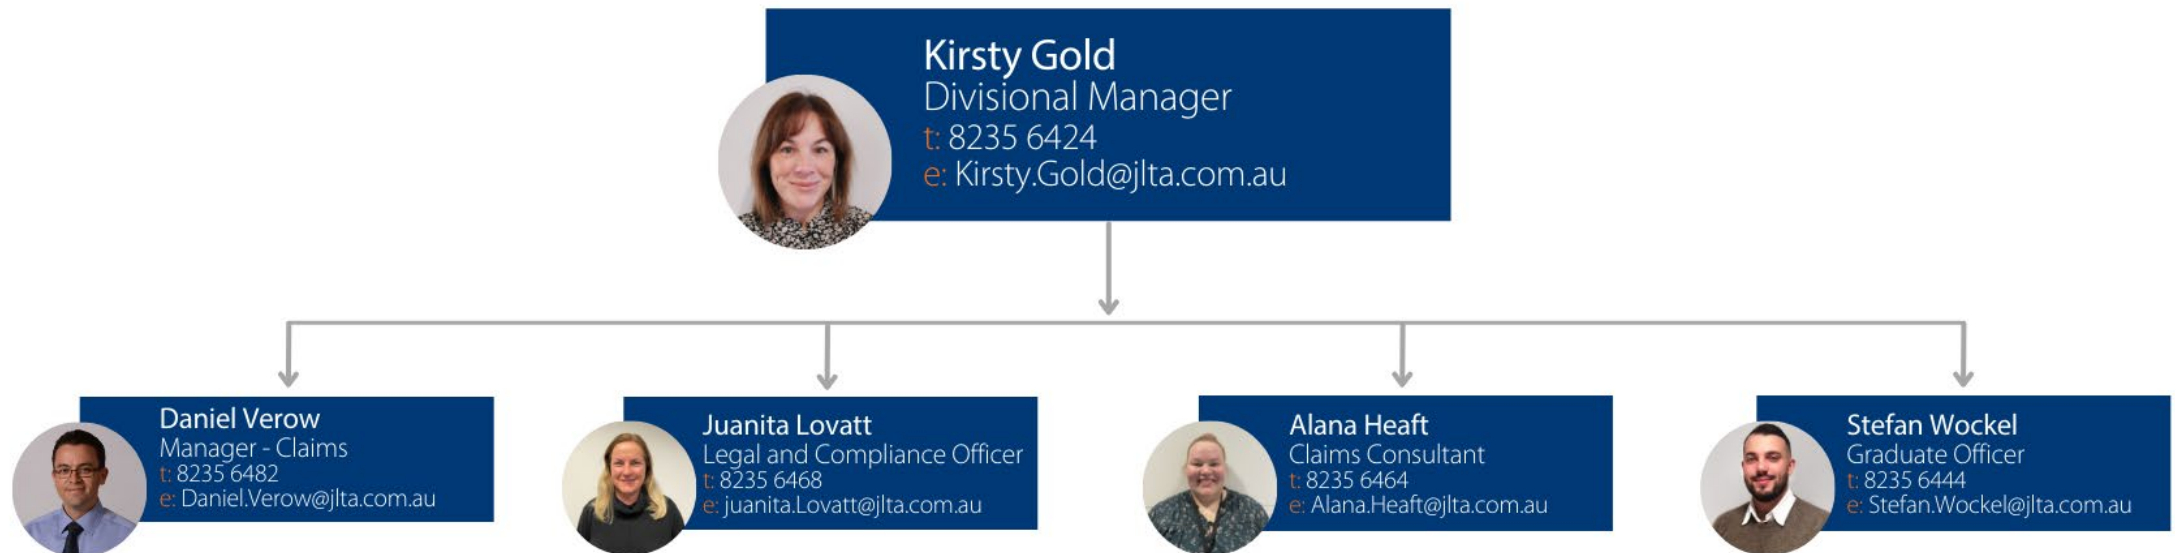 Kirsty Gold
Divisional Manager
t: 8235 6424
e: Kirsty.Gold@jlta.com.au
Daniel Verow
Manager - Claims
t: 8235 6482
e: Daniel.Verow@jlta.com.au
Juanita Lovatt
Legal and Compliance Officer
t: 8235 6468
e: juanita.Lovatt@jlta.com.au
Alana Heaft
Claims Consultant
t: 8235 6464
e: Alana.Heaft@jlta.com.au
Stefan Wockel
Graduate Officer
t: 8235 6444
e: Stefan.Wockel@jlta.com.au